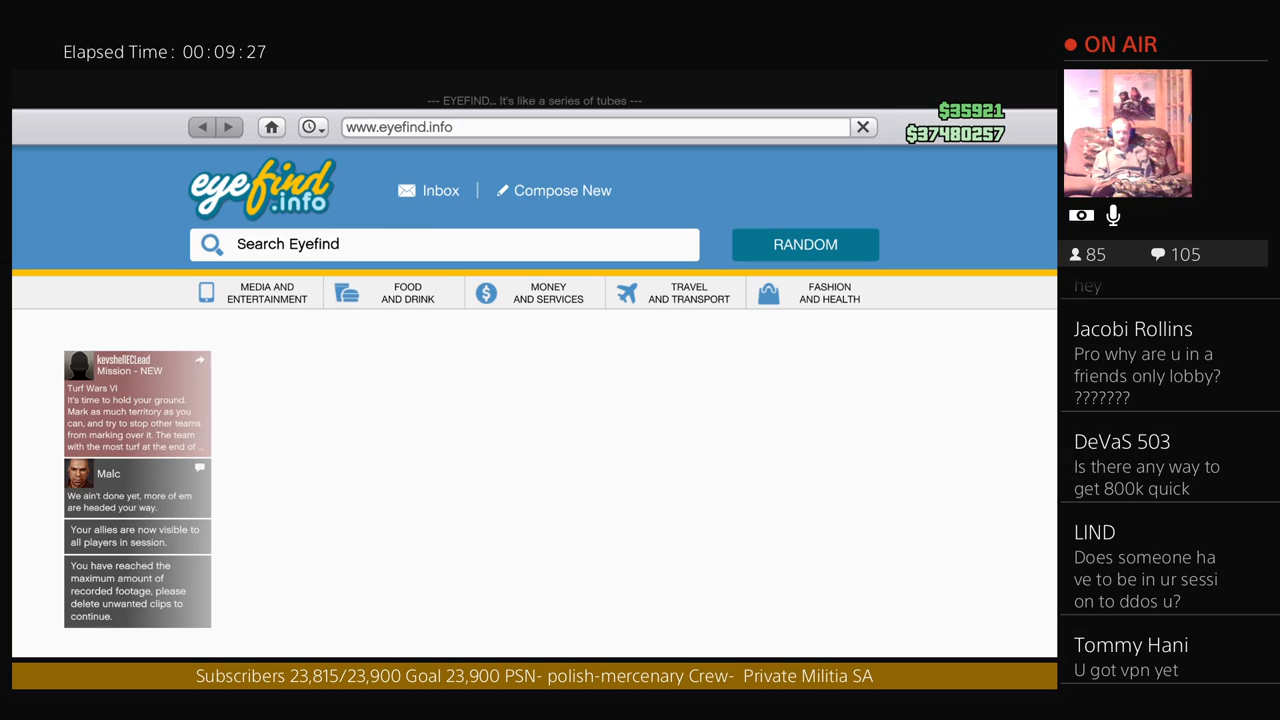 Elapsed Time: 00:09:27
ON AIR
--- EYEFIND... It's like a series of tubes ---
$35921
www.eyefind.info
$37480257
eyefind
.info
Inbox
Compose New
Search Eyefind
RANDOM
85
105
MEDIA AND
ENTERTAINMENT
FOOD
AND DRINK
MONEY
AND SERVICES
TRAVEL
AND TRANSPORT
FASHION
AND HEALTH
hey
Jacobi Rollins
Pro why are u in a
friends only lobby?
???????
DeVaS 503
Is there any way to
get 800k quick
LIND
Does someone ha
ve to be in ur sessi
on to ddos u?
Tommy Hani
U got vpn yet
kevshellECLead
Mission - NEW
Turf Wars VI
It's time to hold your ground.
Mark as much territory as you
can, and try to stop other teams
from marking over it. The team
with the most turf at the end of ...
Malc
We ain't done yet, more of em
are headed your way.
Your allies are now visible to
all players in session.
You have reached the
maximum amount of
recorded footage, please
delete unwanted clips to
continue.
Subscribers 23,815/23,900 Goal 23,900 PSN- polish-mercenary Crew- Private Militia SA